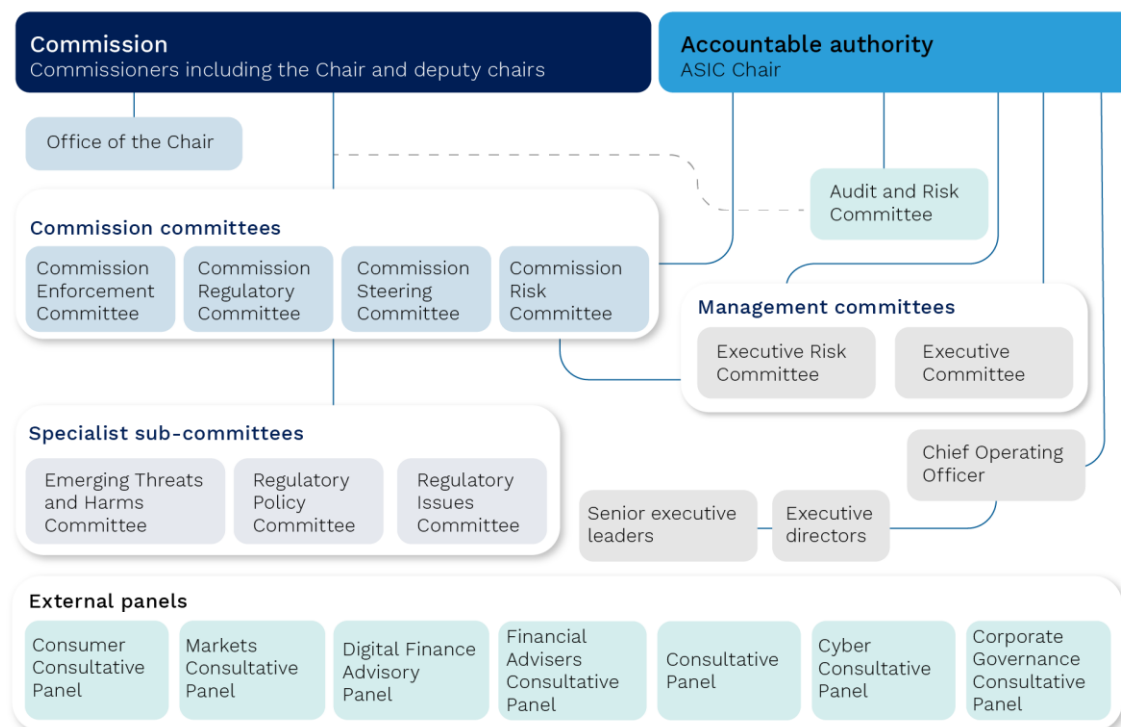 Commission
Commissioners including the Chair and deputy chairs
Accountable authority
ASIC Chair
Office of the Chair
Audit and Risk
Committee
Commission committees
Commission
Enforcement
Committee
Commission
Regulatory
Committee
Commission
Steering
Committee
Commission
Risk
Committee
Management committees
Executive Risk
Committee
Executive
Committee
Specialist sub-committees
Emerging Threats
and Harms
Committee
Regulatory
Policy
Committee
Regulatory
Issues
Committee
Chief Operating
Officer
Senior executive
leaders
Executive
directors
External panels
Consumer
Consultative
Panel
Markets
Consultative
Panel
Digital Finance
Advisory
Panel
Financial
Advisers
Consultative
Panel
Consultative
Panel
Cyber
Consultative
Panel
Corporate
Governance
Consultative
Panel